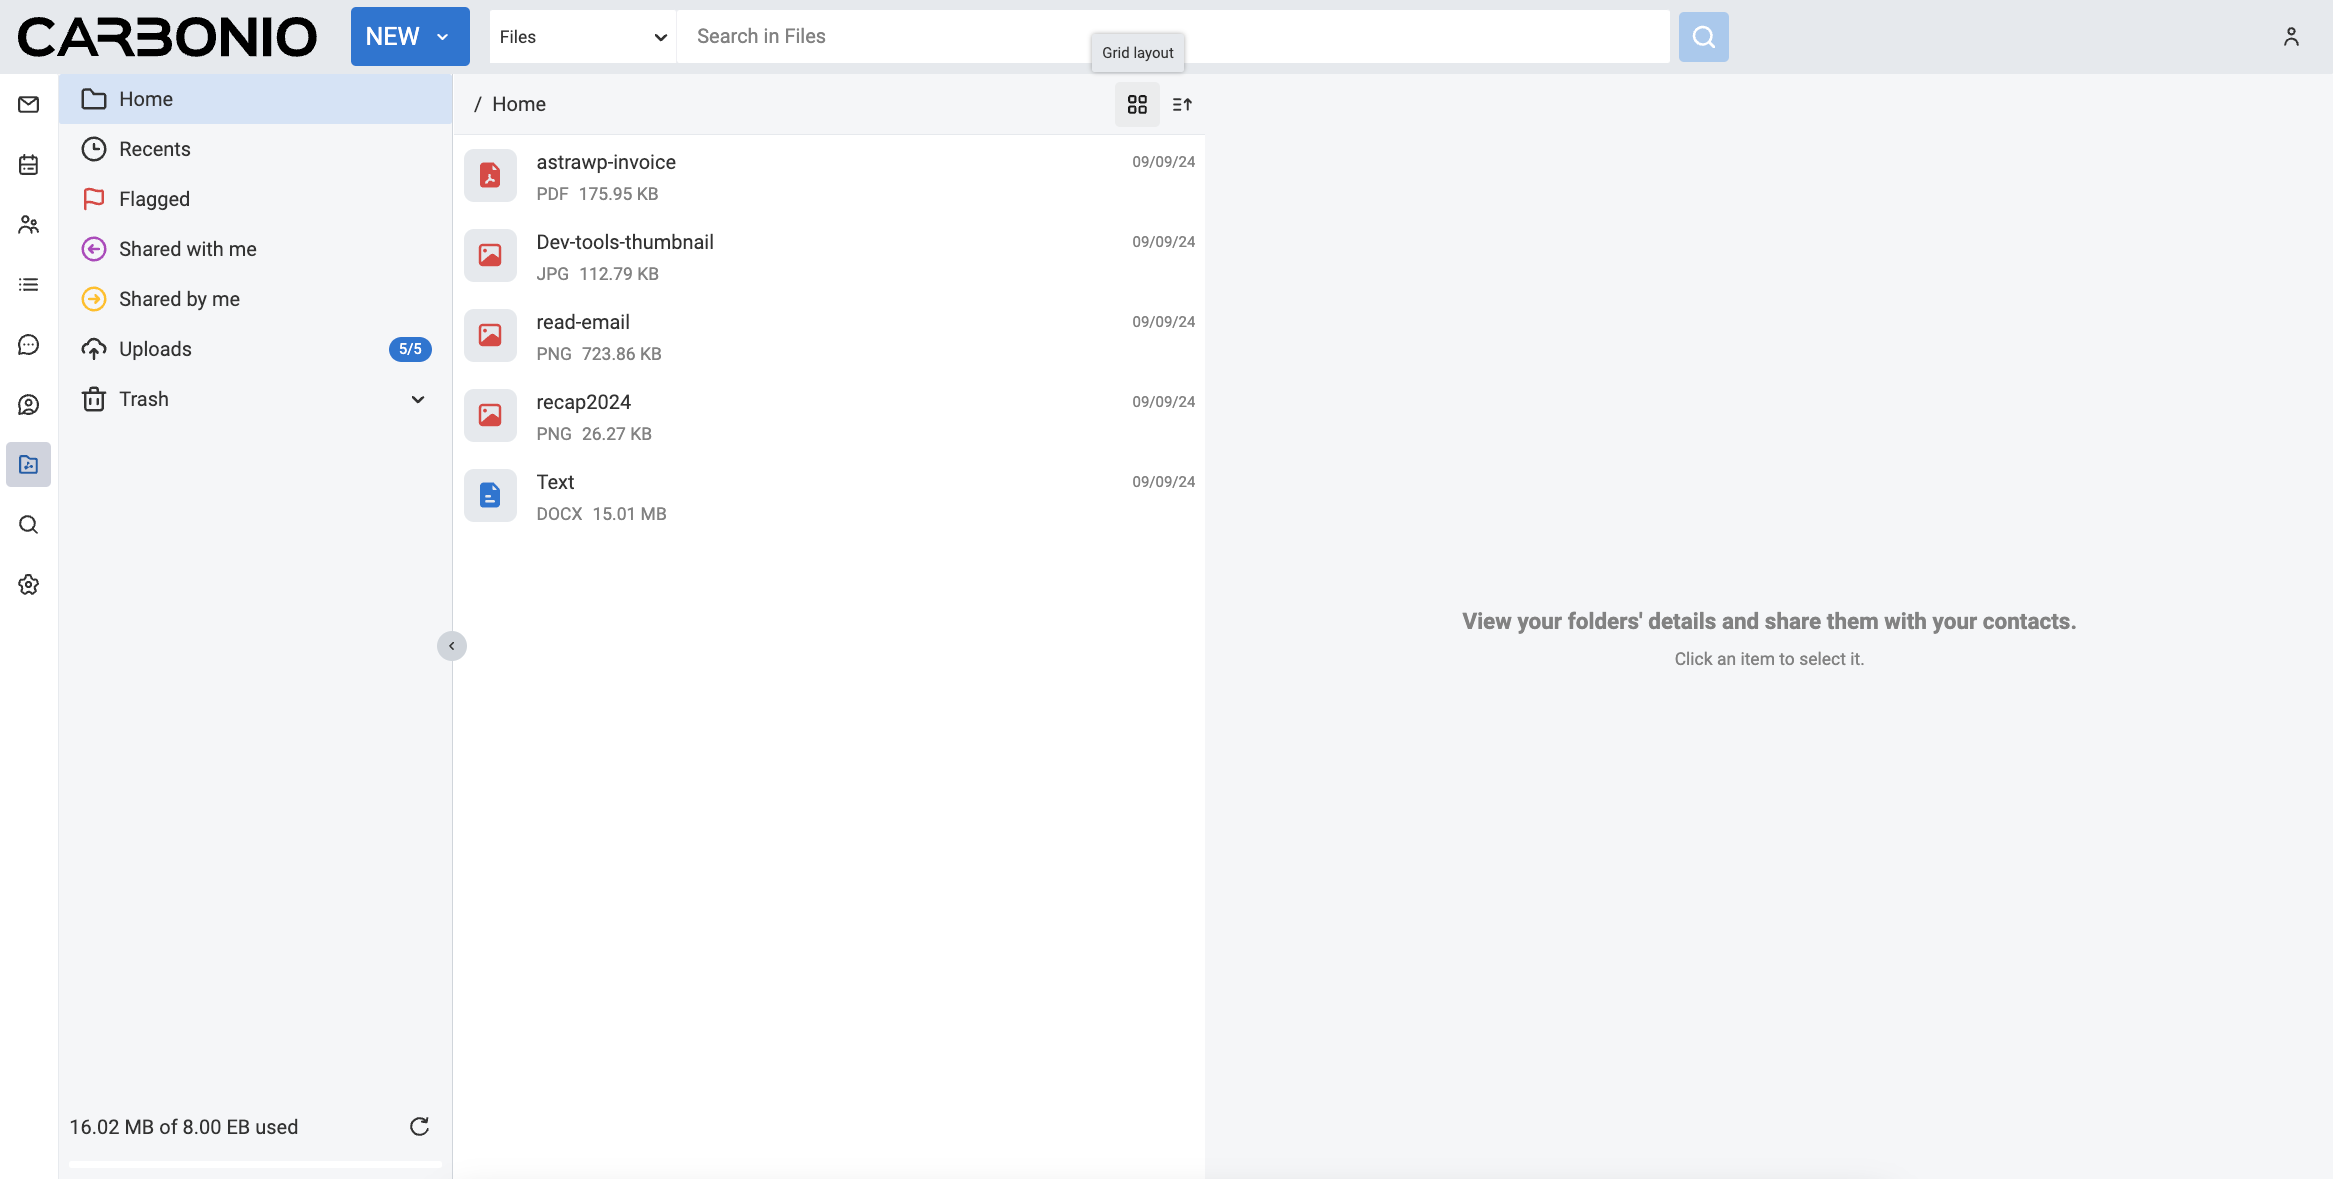 CARBONIO
NEW
Files
Search in Files
Grid layout
Home
Recents
Flagged
Shared with me
Shared by me
Uploads
5/5
Trash
/ Home
astrawp-invoice
09/09/24
PDF 175.95 KB
Dev-tools-thumbnail
09/09/24
JPG 112.79 KB
read-email
09/09/24
PNG 723.86 KB
recap2024
09/09/24
PNG 26.27 KB
Text
09/09/24
DOCX 15.01 MB
View your folders' details and share them with your contacts.
Click an item to select it.
16.02 MB of 8.00 EB used